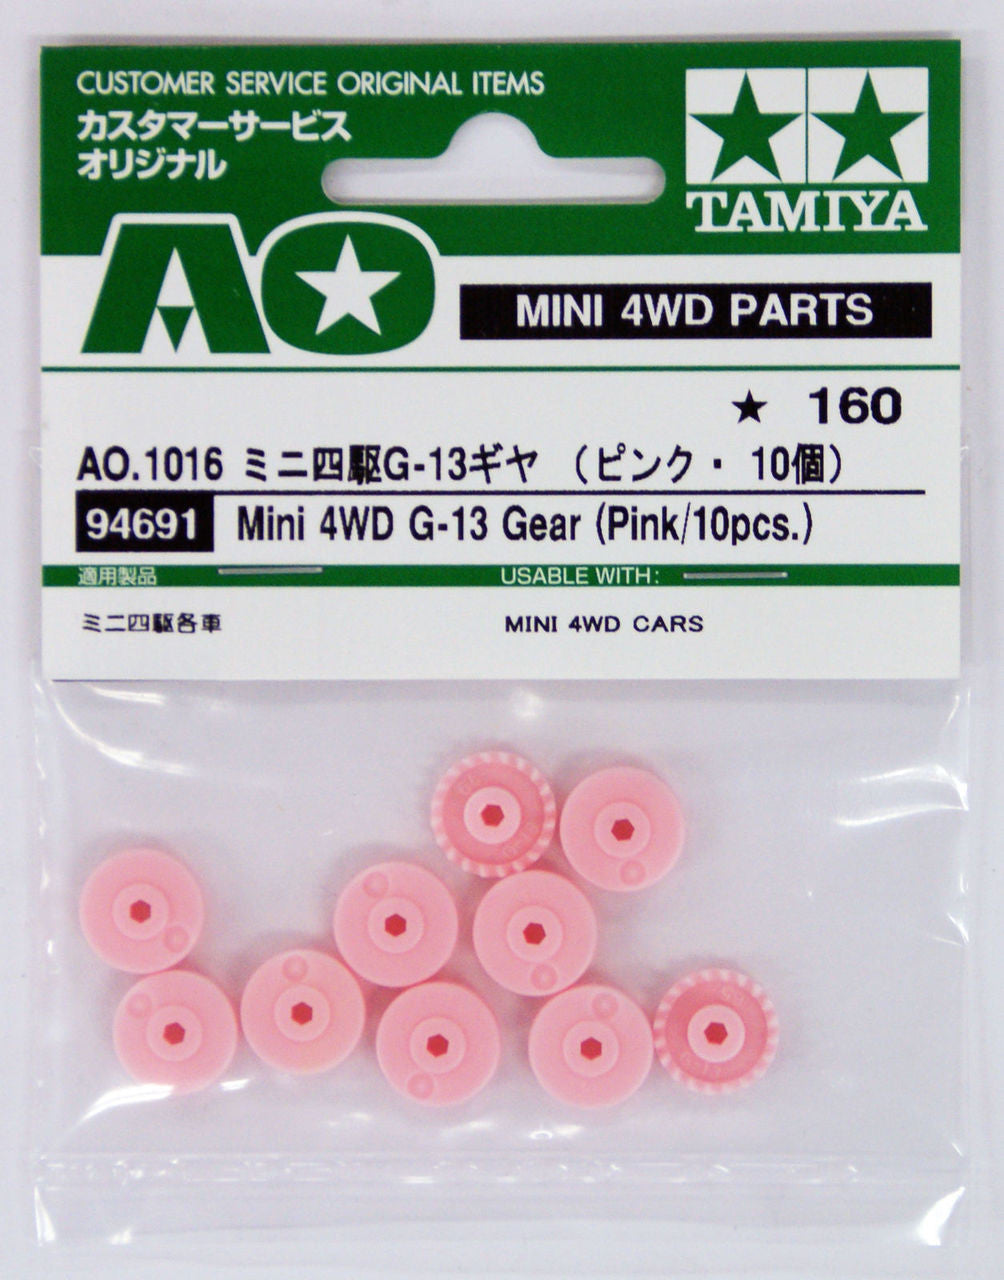 CUSTOMER SERVICE ORIGINAL ITEMS
カスタマーサービス
オリジナル
TAMIYA
AO
MINI 4WD PARTS
★ 160
AO.1016 ミニ四駆G-13ギヤ （ピンク・ 10個）
94691 Mini 4WD G-13 Gear (Pink/10pcs.)
適用製品
USABLE WITH:
ミニ四駆各車
MINI 4WD CARS